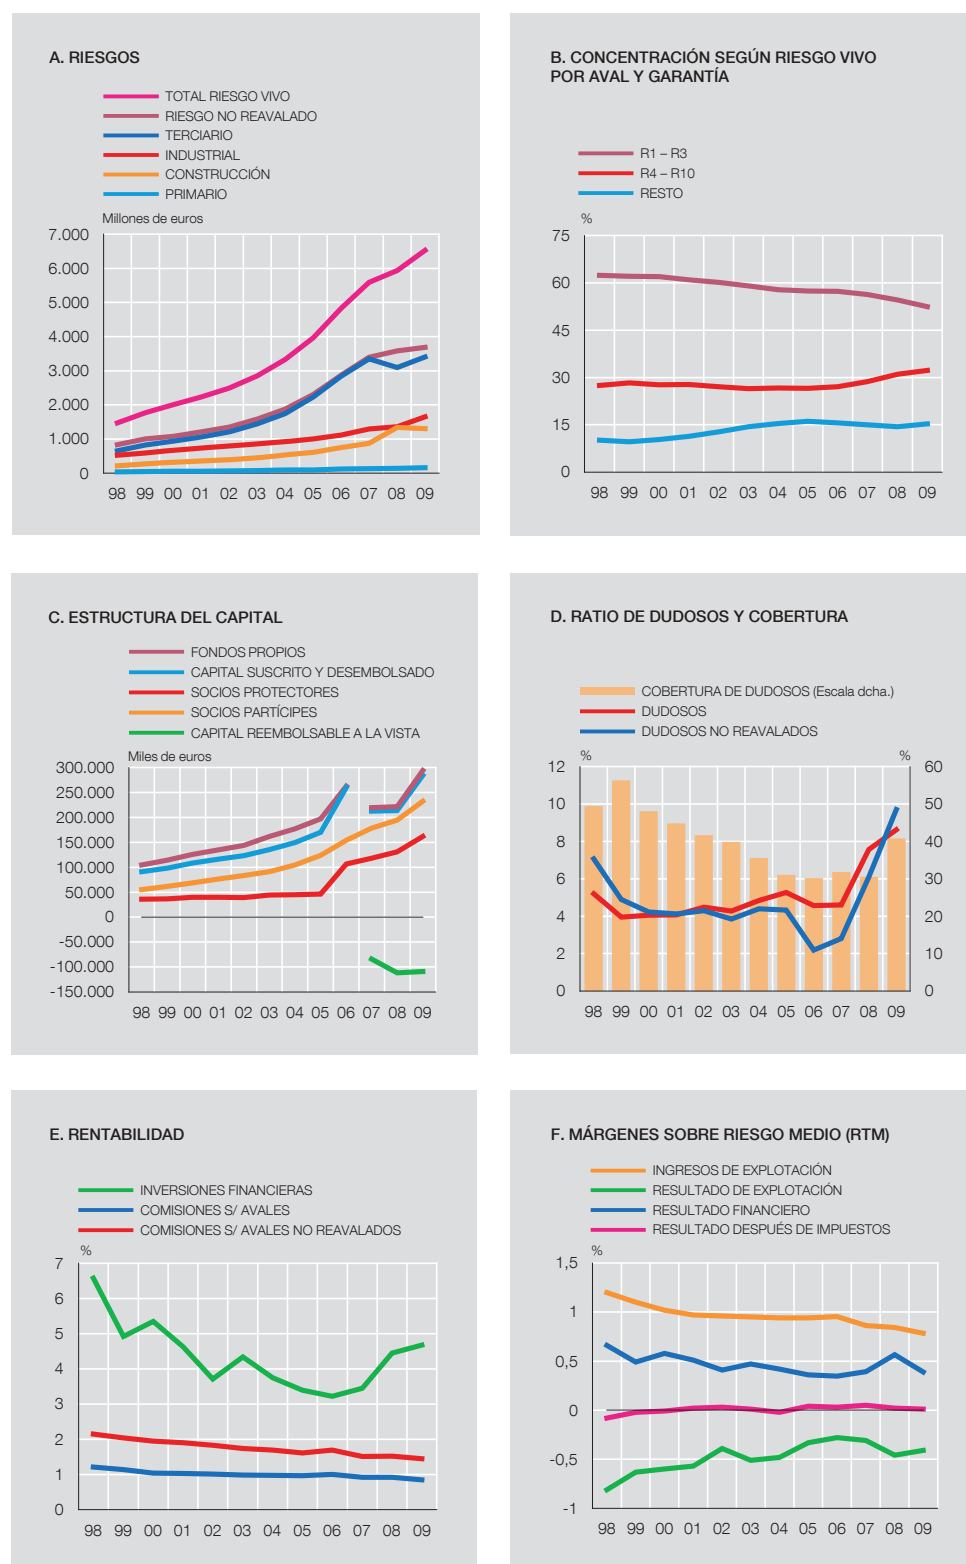 A. RIESGOS
TOTAL RIESGO VIVO
RIESGO NO REAVALADO
TERCIARIO
INDUSTRIAL
CONSTRUCCIÓN
PRIMARIO
Millones de euros
7.000
6.000
5.000
4.000
3.000
2.000
1.000
0
98 99 00 01 02 03 04 05 06 07 08 09
B. CONCENTRACIÓN SEGÚN RIESGO VIVO
POR AVAL Y GARANTÍA
R1 – R3
R4 – R10
RESTO
%
75
60
45
30
15
0
98 99 00 01 02 03 04 05 06 07 08 09
C. ESTRUCTURA DEL CAPITAL
FONDOS PROPIOS
CAPITAL SUSCRITO Y DESEMBOLSADO
SOCIOS PROTECTORES
SOCIOS PARTÍCIPES
CAPITAL REEMBOLSABLE A LA VISTA
Miles de euros
300.000
250.000
200.000
150.000
100.000
50.000
0
-50.000
-100.000
-150.000
98 99 00 01 02 03 04 05 06 07 08 09
D. RATIO DE DUDOSOS Y COBERTURA
COBERTURA DE DUDOSOS (Escala dcha.)
DUDOSOS
DUDOSOS NO REAVALADOS
% %
12 60
10 50
8 40
6 30
4 20
2 10
0 0
98 99 00 01 02 03 04 05 06 07 08 09
E. RENTABILIDAD
INVERSIONES FINANCIERAS
COMISIONES S/ AVALES
COMISIONES S/ AVALES NO REAVALADOS
%
7
6
5
4
3
2
1
0
98 99 00 01 02 03 04 05 06 07 08 09
F. MÁRGENES SOBRE RIESGO MEDIO (RTM)
INGRESOS DE EXPLOTACIÓN
RESULTADO DE EXPLOTACIÓN
RESULTADO FINANCIERO
RESULTADO DESPUÉS DE IMPUESTOS
%
1,5
1
0,5
0
-0,5
-1
98 99 00 01 02 03 04 05 06 07 08 09